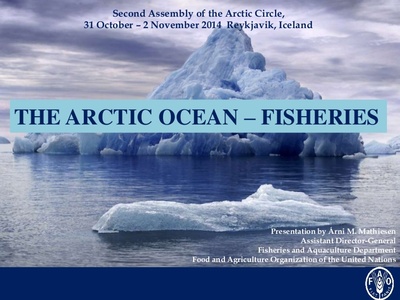 Second Assembly of the Arctic Circle,
31 October – 2 November 2014 Reykjavik, Iceland
THE ARCTIC OCEAN – FISHERIES
Presentation by Arni M. Mathiesen
Assistant Director-General
Fisheries and Aquaculture Department
Food and Agriculture Organization of the United Nations
F A O